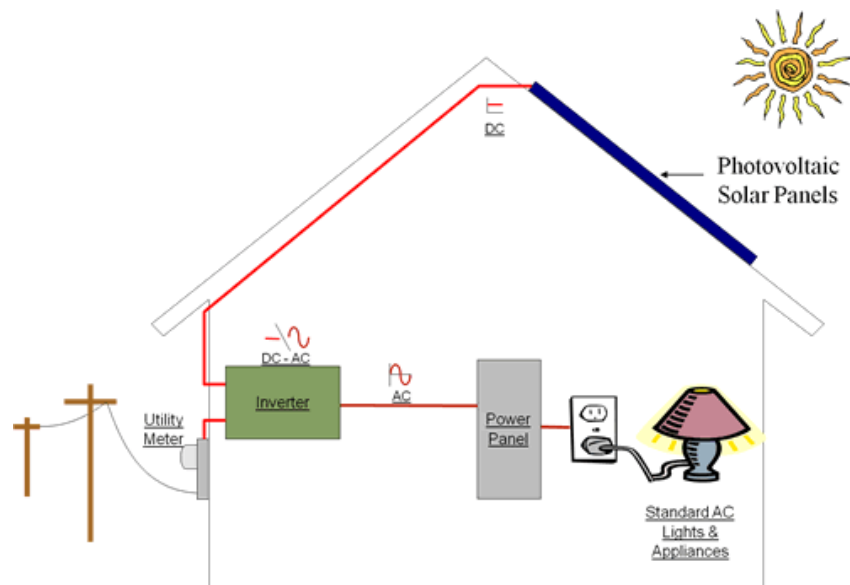 DC
Photovoltaic
Solar Panels
DC - AC
Inverter
AC
Utility
Meter
Power
Panel
Standard AC
Lights &
Appliances